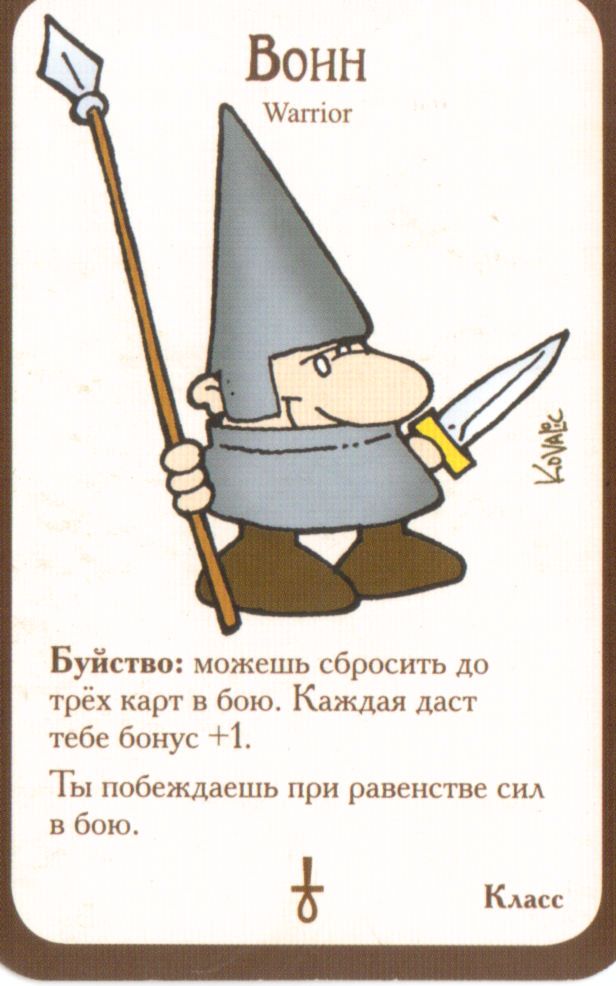 Воин
Warrior
KOVALIC
Буйство: можешь сбросить до
трёх карт в бою. Каждая даст
тебе бонус +1.
Ты побеждаешь при равенстве сил
в бою.
Класс